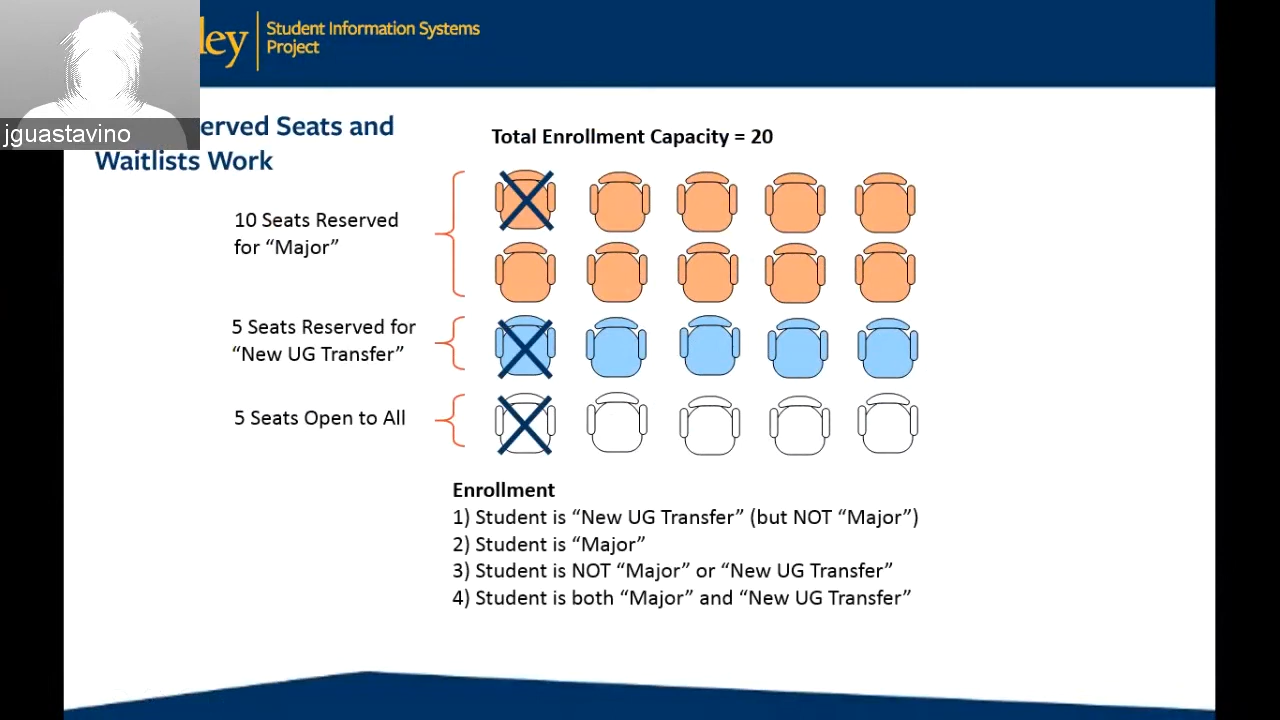 Student Information Systems
Project
jguastavino
Seats and
Waitlists Work
Total Enrollment Capacity = 20
10 Seats Reserved
for “Major”
5 Seats Reserved for
“New UG Transfer”
5 Seats Open to All
Enrollment
1) Student is “New UG Transfer” (but NOT “Major”)
2) Student is “Major”
3) Student is NOT “Major” or “New UG Transfer”
4) Student is both “Major” and “New UG Transfer”